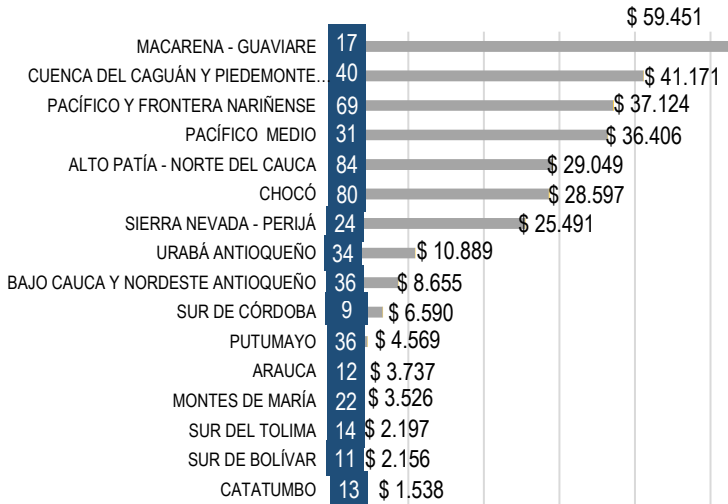 $ 59.451
MACARENA - GUAVIARE 17
CUENCA DEL CAGUÁN Y PIEDEMONTE... 40 $ 41.171
PACÍFICO Y FRONTERA NARIÑENSE 69 $ 37.124
PACÍFICO MEDIO 31 $ 36.406
ALTO PATÍA - NORTE DEL CAUCA 84 $ 29.049
CHOCÓ 80 $ 28.597
SIERRA NEVADA - PERIJÁ 24 $ 25.491
URABÁ ANTIOQUEÑO 34 $ 10.889
BAJO CAUCA Y NORDESTE ANTIOQUEÑO 36 $ 8.655
SUR DE CÓRDOBA 9 $ 6.590
PUTUMAYO 36 $ 4.569
ARAUCA 12 $ 3.737
MONTES DE MARÍA 22 $ 3.526
SUR DEL TOLIMA 14 $ 2.197
SUR DE BOLÍVAR 11 $ 2.156
CATATUMBO 13 $ 1.538